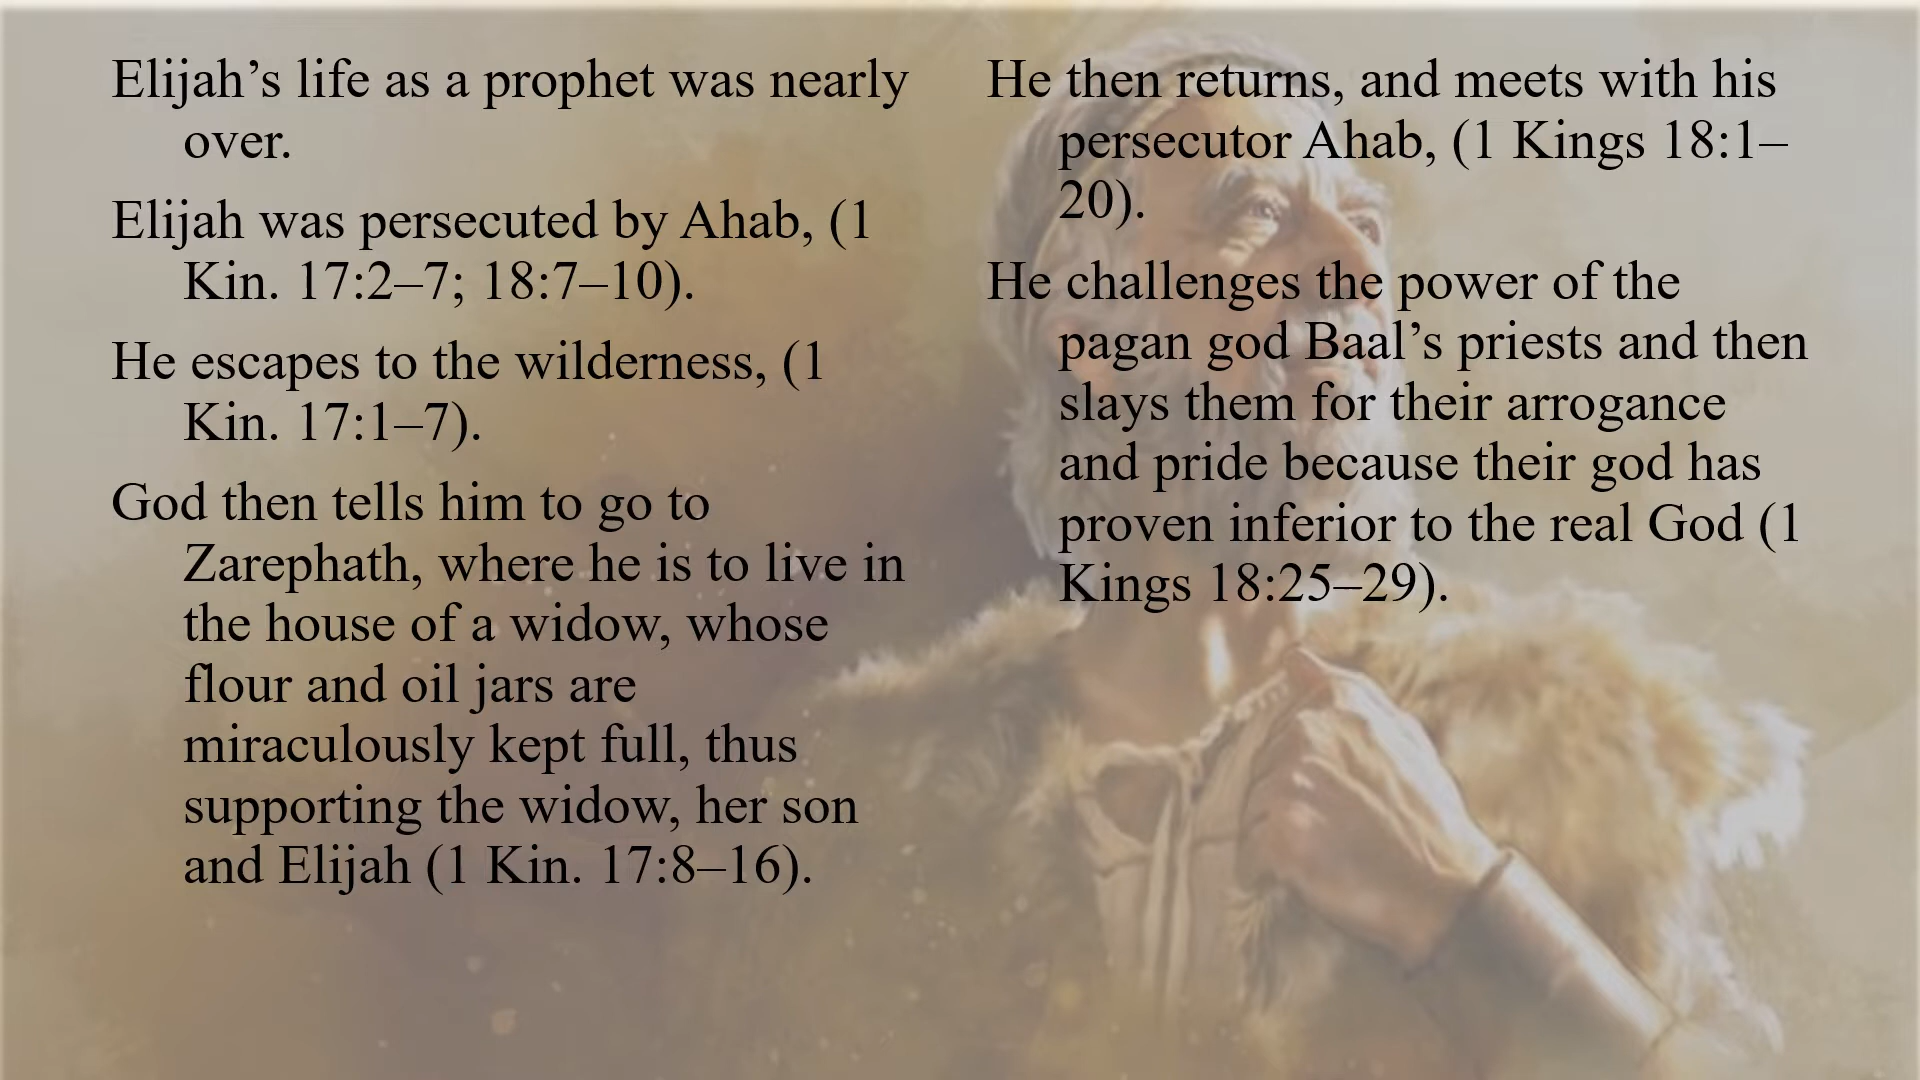 Elijah’s life as a prophet was nearly
over.
Elijah was persecuted by Ahab, (1
Kin. 17:2–7; 18:7–10).
He escapes to the wilderness, (1
Kin. 17:1–7).
God then tells him to go to
Zarephath, where he is to live in
the house of a widow, whose
flour and oil jars are
miraculously kept full, thus
supporting the widow, her son
and Elijah (1 Kin. 17:8–16).
He then returns, and meets with his
persecutor Ahab, (1 Kings 18:1–
20).
He challenges the power of the
pagan god Baal’s priests and then
slays them for their arrogance
and pride because their god has
proven inferior to the real God (1
Kings 18:25–29).